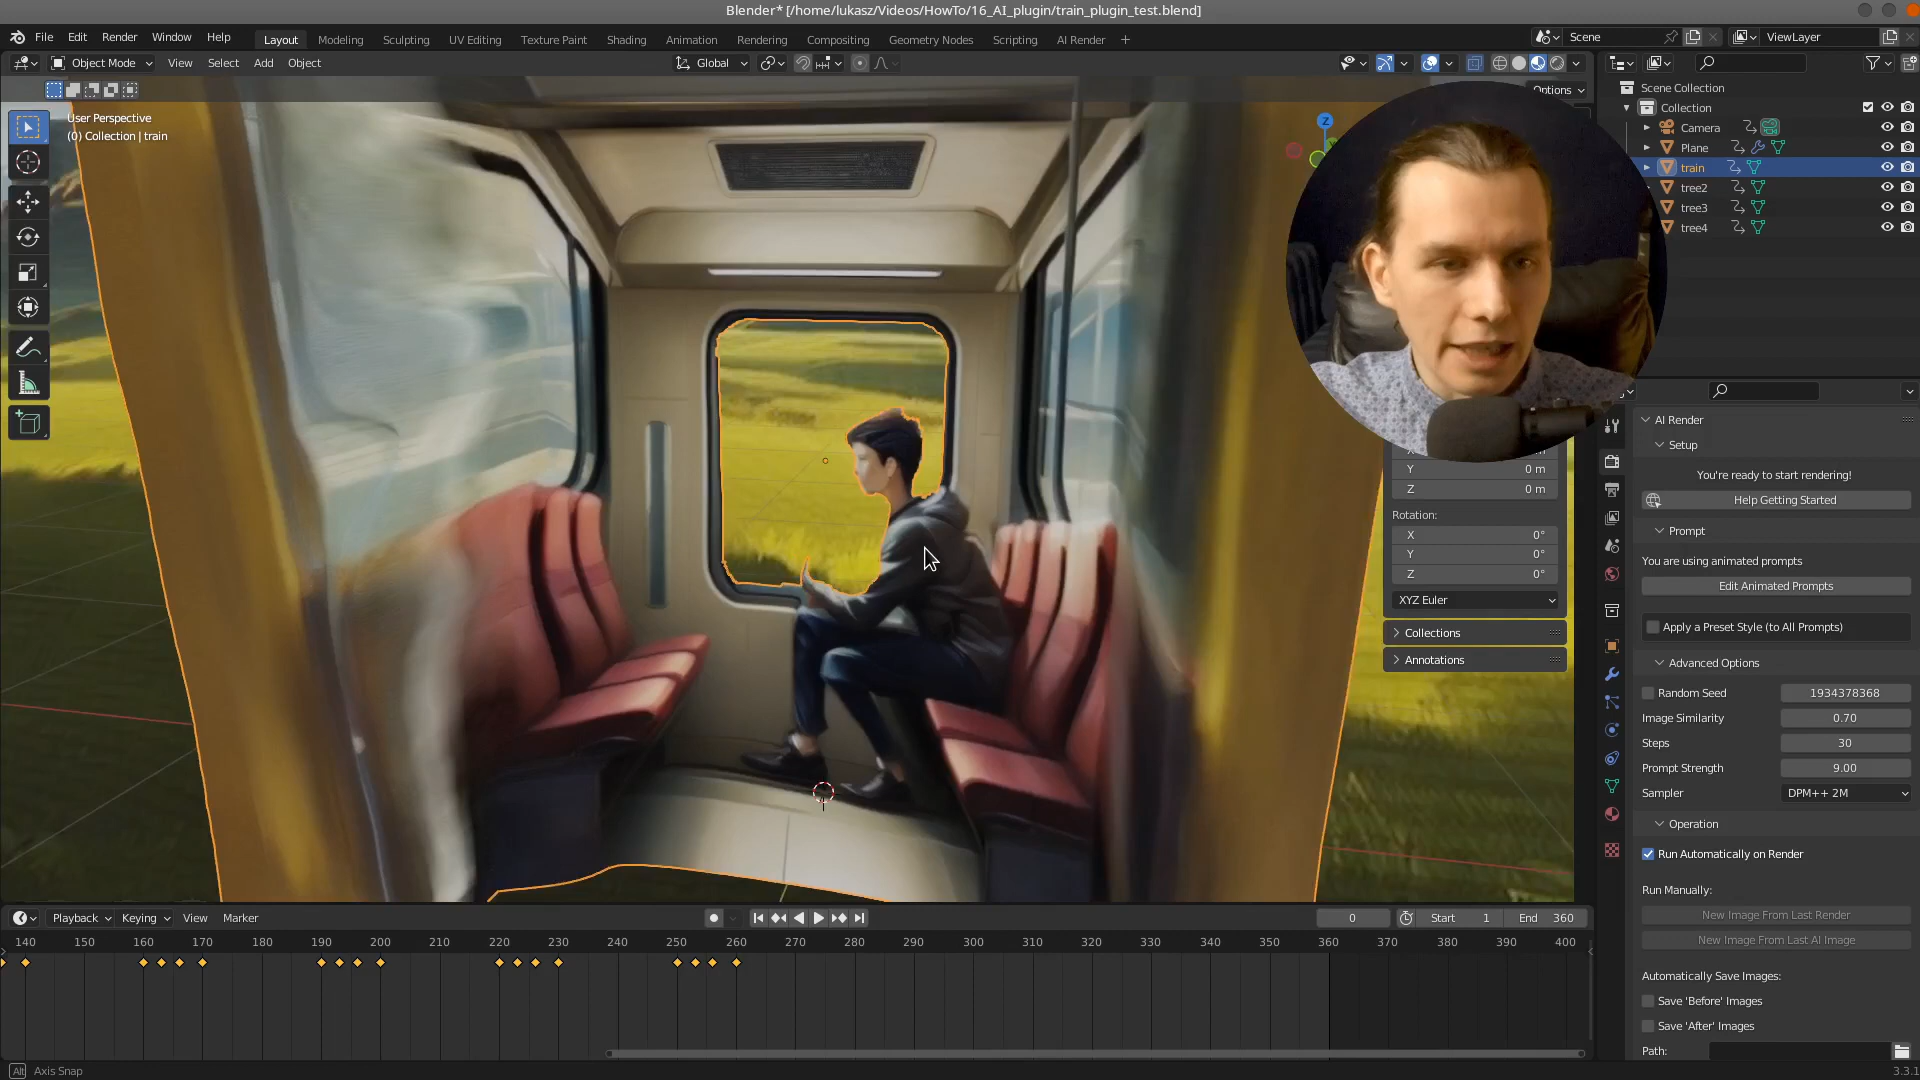 Blender* [/home/lukasz/Videos/HowTo/16_AI_plugin/train_plugin_test.blend]
File Edit Render Window Help Layout Modeling Sculpting UV Editing Texture Paint Shading Animation Rendering Compositing Geometry Nodes Scripting AI Render + Scene ViewLayer
Object Mode View Select Add Object Global
Options
User Perspective
(0) Collection | train
Z
Scene Collection
Collection
Camera
Plane
train
tree2
tree3
tree4
Y 0 m
Z 0 m
Rotation:
X 0°
Y 0°
Z 0°
XYZ Euler
Collections
Annotations
AI Render
Setup
You're ready to start rendering!
Help Getting Started
Prompt
You are using animated prompts
Edit Animated Prompts
Apply a Preset Style (to All Prompts)
Advanced Options
Random Seed 1934378368
Image Similarity 0.70
Steps 30
Prompt Strength 9.00
Sampler DPM++ 2M
Operation
Run Automatically on Render
Run Manually:
New Image From Last Render
New Image From Last AI Image
Automatically Save Images:
Save 'Before' Images
Save 'After' Images
Path:
Playback Keying View Marker 0 Start 1 End 360
140 150 160 170 180 190 200 210 220 230 240 250 260 270 280 290 300 310 320 330 340 350 360 370 380 390 400
Alt Axis Snap 3.3.1